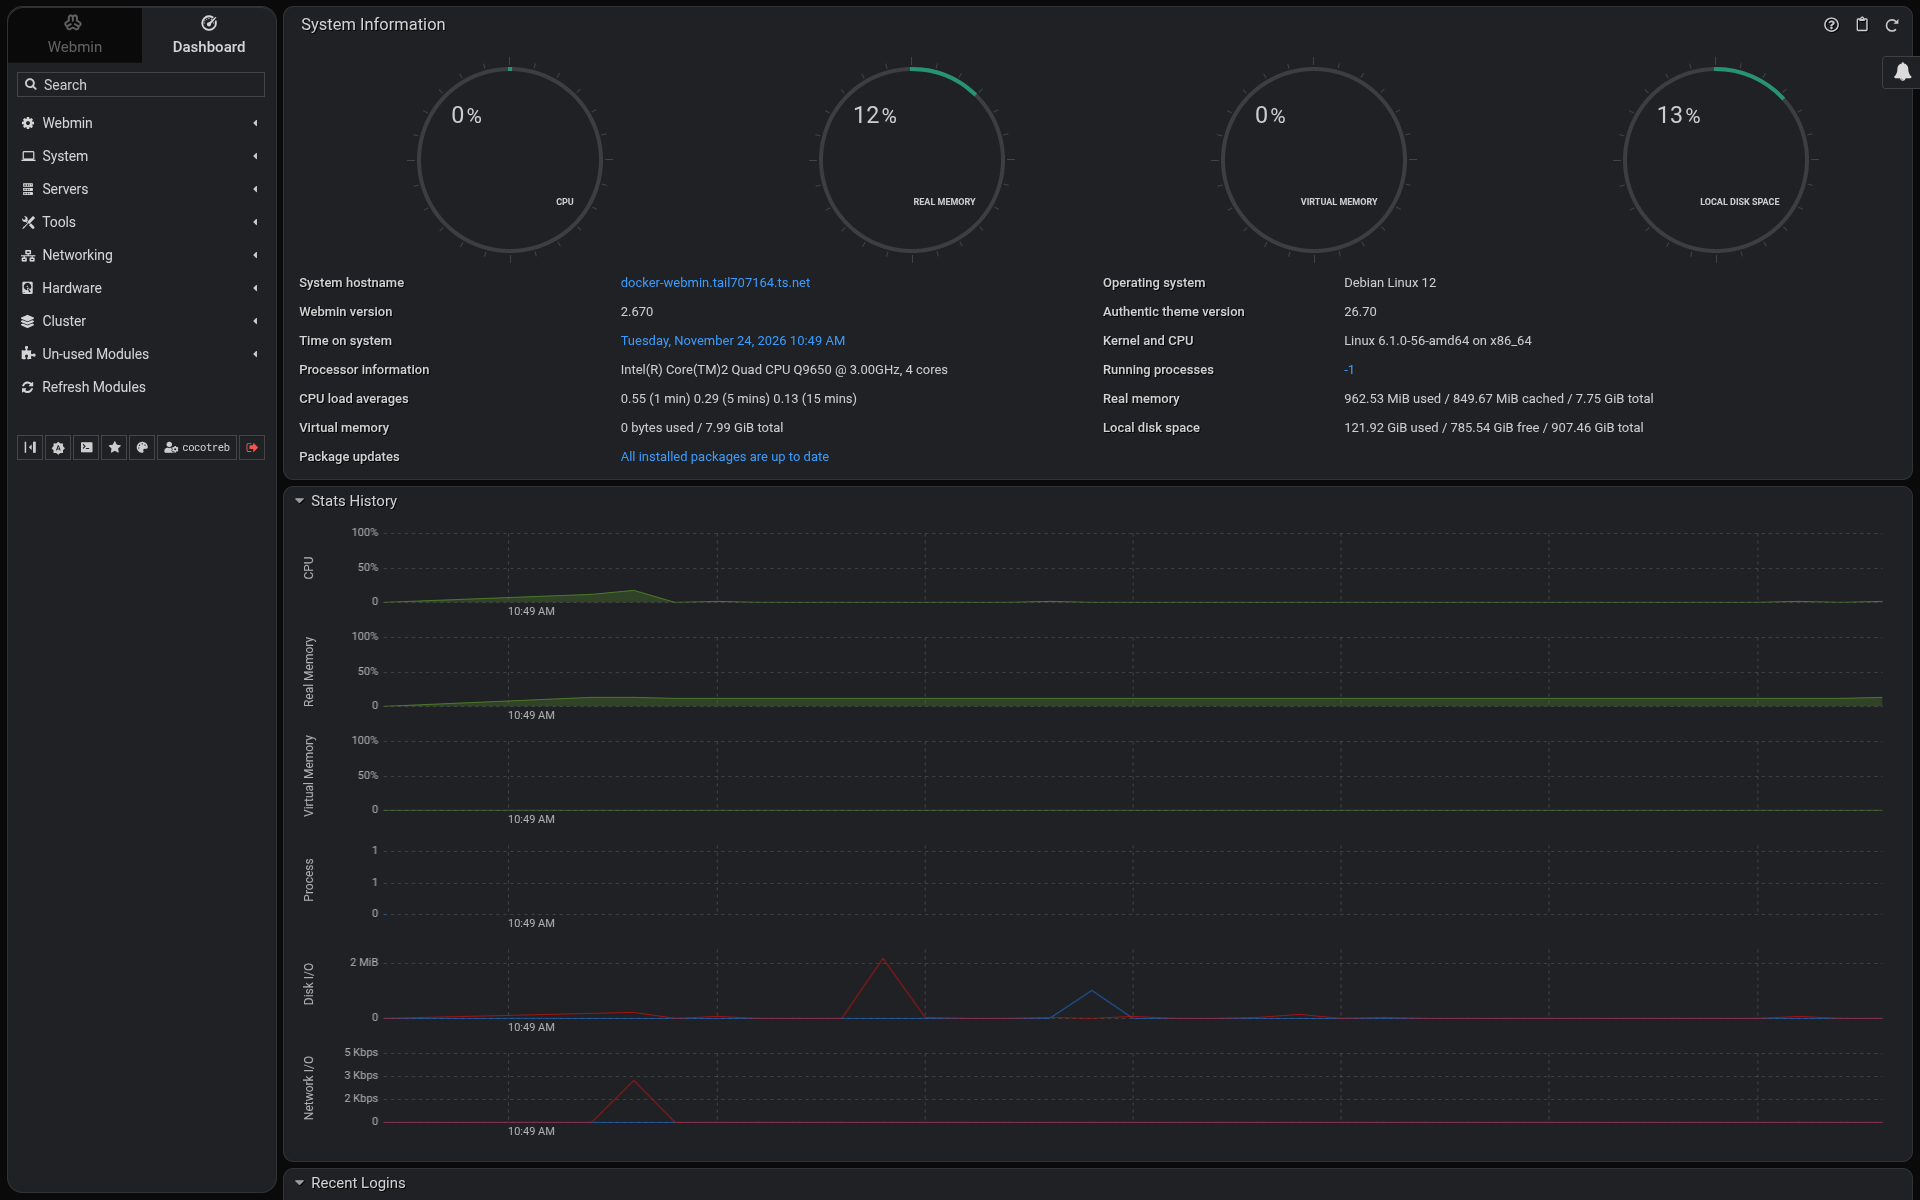 Webmin
Dashboard
Search
Webmin
System
Servers
Tools
Networking
Hardware
Cluster
Un-used Modules
Refresh Modules
cocotreb
System Information
0%
CPU
12%
REAL MEMORY
0%
VIRTUAL MEMORY
13%
LOCAL DISK SPACE
System hostname docker-webmin.tail707164.ts.net Operating system Debian Linux 12
Webmin version 2.670 Authentic theme version 26.70
Time on system Tuesday, November 24, 2026 10:49 AM Kernel and CPU Linux 6.1.0-56-amd64 on x86_64
Processor information Intel(R) Core(TM)2 Quad CPU Q9650 @ 3.00GHz, 4 cores Running processes -1
CPU load averages 0.55 (1 min) 0.29 (5 mins) 0.13 (15 mins) Real memory 962.53 MiB used / 849.67 MiB cached / 7.75 GiB total
Virtual memory 0 bytes used / 7.99 GiB total Local disk space 121.92 GiB used / 785.54 GiB free / 907.46 GiB total
Package updates All installed packages are up to date
Stats History
CPU
100%
50%
0
10:49 AM
Real Memory
100%
50%
0
10:49 AM
Virtual Memory
100%
50%
0
10:49 AM
Process
1
1
0
10:49 AM
Disk I/O
2 MiB
0
10:49 AM
Network I/O
5 Kbps
3 Kbps
2 Kbps
0
10:49 AM
Recent Logins